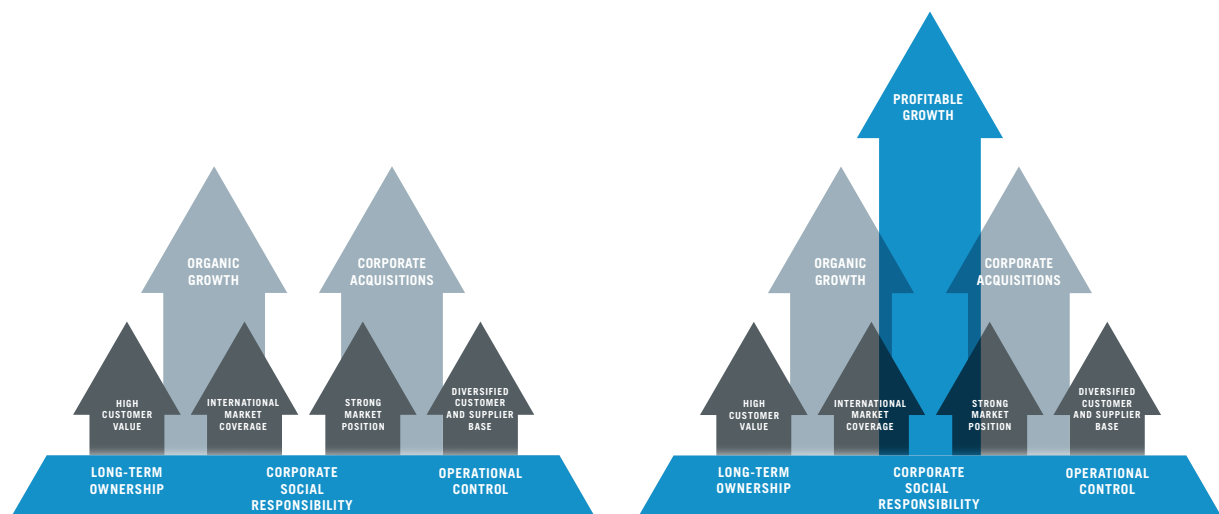 ORGANIC
GROWTH
CORPORATE
ACQUISITIONS
HIGH
CUSTOMER
VALUE
INTERNATIONAL
MARKET
COVERAGE
STRONG
MARKET
POSITION
DIVERSIFIED
CUSTOMER
AND SUPPLIER
BASE
LONG-TERM
OWNERSHIP
CORPORATE
SOCIAL
RESPONSIBILITY
OPERATIONAL
CONTROL
PROFITABLE
GROWTH
ORGANIC
GROWTH
CORPORATE
ACQUISITIONS
HIGH
CUSTOMER
VALUE
INTERNATIONAL
MARKET
COVERAGE
STRONG
MARKET
POSITION
DIVERSIFIED
CUSTOMER
AND SUPPLIER
BASE
LONG-TERM
OWNERSHIP
CORPORATE
SOCIAL
RESPONSIBILITY
OPERATIONAL
CONTROL